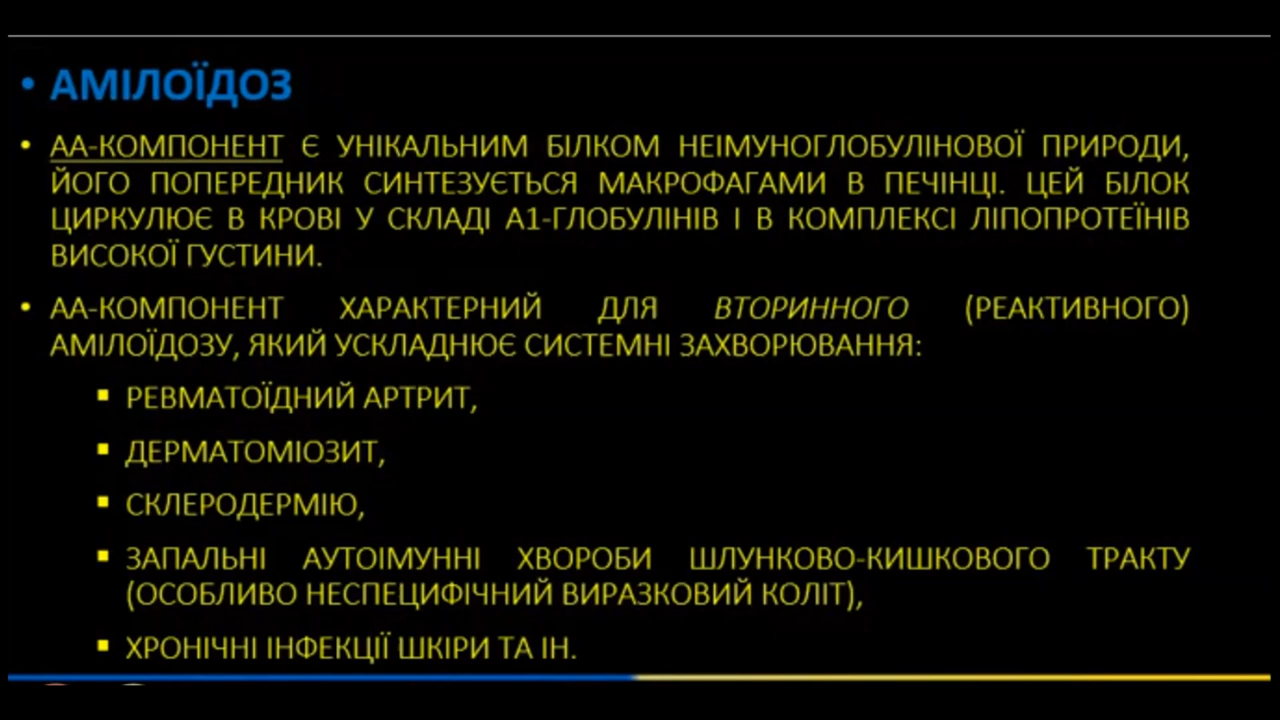 • АМІЛОЇДОЗ
• АА-КОМПОНЕНТ Є УНІКАЛЬНИМ БІЛКОМ НЕІМУНОГЛОБУЛІНОВОЇ ПРИРОДИ,
ЙОГО ПОПЕРЕДНИК СИНТЕЗУЄТЬСЯ МАКРОФАГАМИ В ПЕЧІНЦІ. ЦЕЙ БІЛОК
ЦИРКУЛЮЄ В КРОВІ У СКЛАДІ А1-ГЛОБУЛІНІВ І В КОМПЛЕКСІ ЛІПОПРОТЕЇНІВ
ВИСОКОЇ ГУСТИНИ.
• АА-КОМПОНЕНТ ХАРАКТЕРНИЙ ДЛЯ ВТОРИННОГО (РЕАКТИВНОГО)
АМІЛОЇДОЗУ, ЯКИЙ УСКЛАДНЮЄ СИСТЕМНІ ЗАХВОРЮВАННЯ:
▪ РЕВМАТОЇДНИЙ АРТРИТ,
▪ ДЕРМАТОМІОЗИТ,
▪ СКЛЕРОДЕРМІЮ,
▪ ЗАПАЛЬНІ АУТОІМУННІ ХВОРОБИ ШЛУНКОВО-КИШКОВОГО ТРАКТУ
(ОСОБЛИВО НЕСПЕЦИФІЧНИЙ ВИРАЗКОВИЙ КОЛІТ),
▪ ХРОНІЧНІ ІНФЕКЦІЇ ШКІРИ ТА ІН.